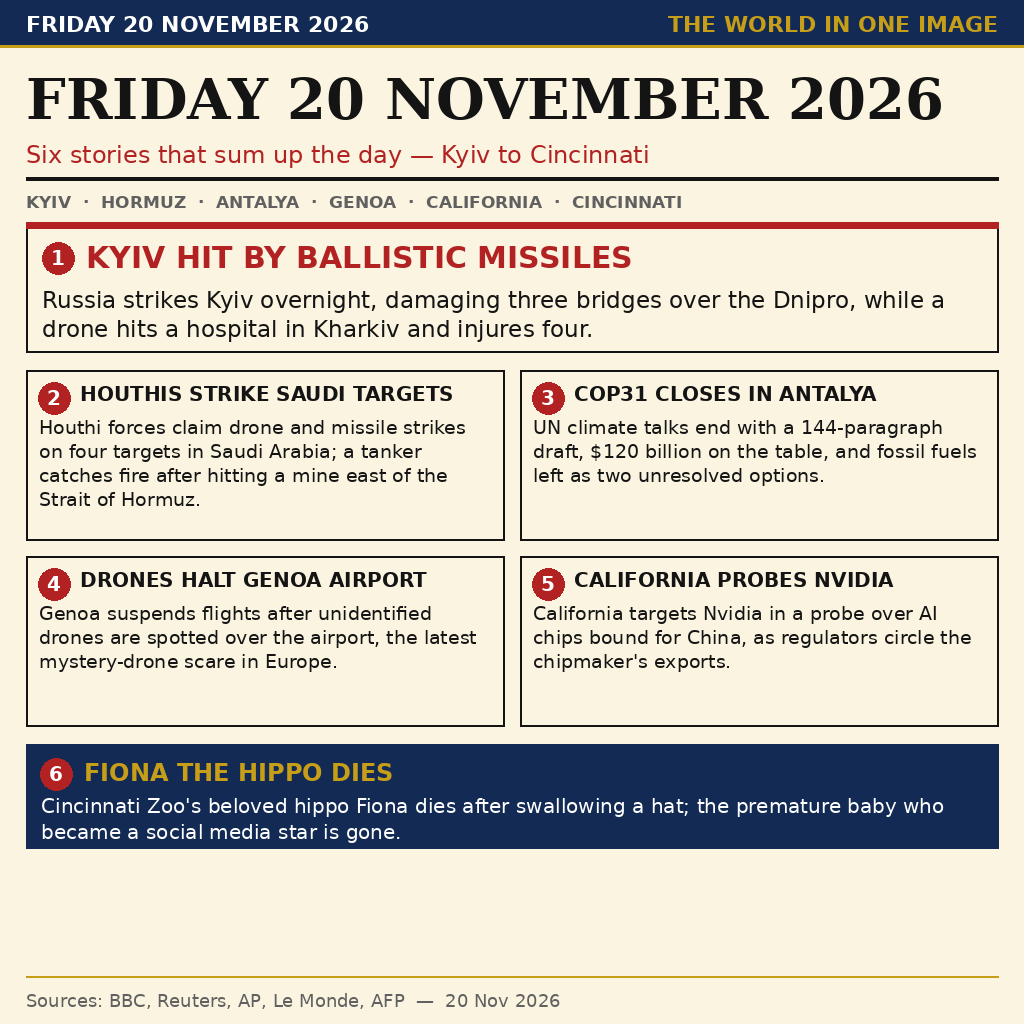 FRIDAY 20 NOVEMBER 2026
THE WORLD IN ONE IMAGE
FRIDAY 20 NOVEMBER 2026
Six stories that sum up the day — Kyiv to Cincinnati
KYIV · HORMUZ · ANTALYA · GENOA · CALIFORNIA · CINCINNATI
1 KYIV HIT BY BALLISTIC MISSILES
Russia strikes Kyiv overnight, damaging three bridges over the Dnipro, while a
drone hits a hospital in Kharkiv and injures four.
2 HOUTHIS STRIKE SAUDI TARGETS
Houthi forces claim drone and missile strikes
on four targets in Saudi Arabia; a tanker
catches fire after hitting a mine east of the
Strait of Hormuz.
3 COP31 CLOSES IN ANTALYA
UN climate talks end with a 144-paragraph
draft, $120 billion on the table, and fossil fuels
left as two unresolved options.
4 DRONES HALT GENOA AIRPORT
Genoa suspends flights after unidentified
drones are spotted over the airport, the latest
mystery-drone scare in Europe.
5 CALIFORNIA PROBES NVIDIA
California targets Nvidia in a probe over AI
chips bound for China, as regulators circle the
chipmaker's exports.
6 FIONA THE HIPPO DIES
Cincinnati Zoo's beloved hippo Fiona dies after swallowing a hat; the premature baby who
became a social media star is gone.
Sources: BBC, Reuters, AP, Le Monde, AFP — 20 Nov 2026